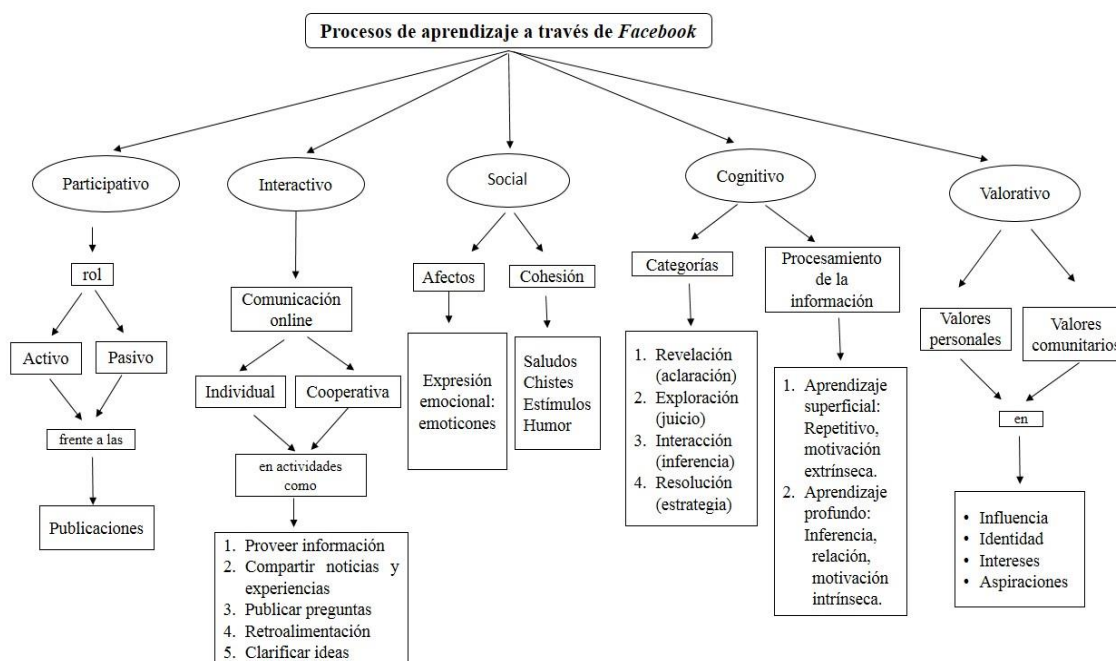 Procesos de aprendizaje a través de Facebook
Participativo
rol
Activo
Pasivo
frente a las
Publicaciones
Interactivo
Comunicación
online
Individual
Cooperativa
en actividades
como
1. Proveer información
2. Compartir noticias y
experiencias
3. Publicar preguntas
4. Retroalimentación
5. Clarificar ideas
Social
Afectos
Expresión
emocional:
emoticones
Cohesión
Saludos
Chistes
Estímulos
Humor
Cognitivo
Categorías
1. Revelación
(aclaración)
2. Exploración
(juicio)
3. Interacción
(inferencia)
4. Resolución
(estrategia)
Procesamiento
de la
información
1. Aprendizaje
superficial:
Repetitivo,
motivación
extrínseca.
2. Aprendizaje
profundo:
Inferencia,
relación,
motivación
intrínseca.
Valorativo
Valores
personales
Valores
comunitarios
en
• Influencia
• Identidad
• Intereses
• Aspiraciones